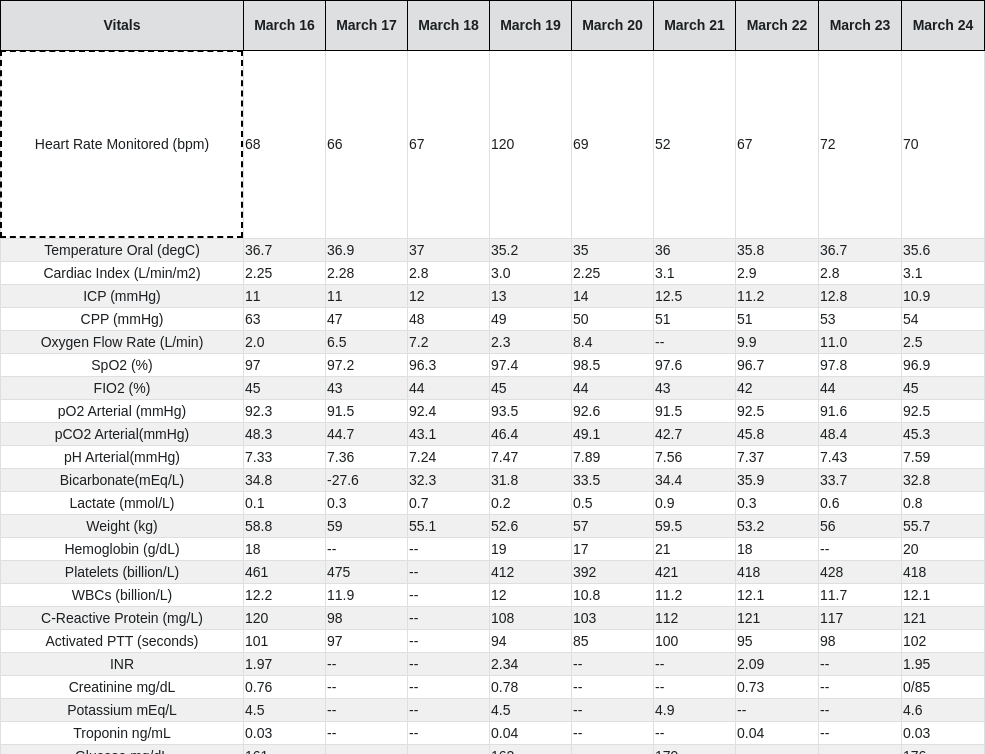 Vitals March 16 March 17 March 18 March 19 March 20 March 21 March 22 March 23 March 24
Heart Rate Monitored (bpm) 68 66 67 120 69 52 67 72 70
Temperature Oral (degC) 36.7 36.9 37 35.2 35 36 35.8 36.7 35.6
Cardiac Index (L/min/m2) 2.25 2.28 2.8 3.0 2.25 3.1 2.9 2.8 3.1
ICP (mmHg) 11 11 12 13 14 12.5 11.2 12.8 10.9
CPP (mmHg) 63 47 48 49 50 51 51 53 54
Oxygen Flow Rate (L/min) 2.0 6.5 7.2 2.3 8.4 -- 9.9 11.0 2.5
SpO2 (%) 97 97.2 96.3 97.4 98.5 97.6 96.7 97.8 96.9
FIO2 (%) 45 43 44 45 44 43 42 44 45
pO2 Arterial (mmHg) 92.3 91.5 92.4 93.5 92.6 91.5 92.5 91.6 92.5
pCO2 Arterial(mmHg) 48.3 44.7 43.1 46.4 49.1 42.7 45.8 48.4 45.3
pH Arterial(mmHg) 7.33 7.36 7.24 7.47 7.89 7.56 7.37 7.43 7.59
Bicarbonate(mEq/L) 34.8 -27.6 32.3 31.8 33.5 34.4 35.9 33.7 32.8
Lactate (mmol/L) 0.1 0.3 0.7 0.2 0.5 0.9 0.3 0.6 0.8
Weight (kg) 58.8 59 55.1 52.6 57 59.5 53.2 56 55.7
Hemoglobin (g/dL) 18 -- -- 19 17 21 18 -- 20
Platelets (billion/L) 461 475 -- 412 392 421 418 428 418
WBCs (billion/L) 12.2 11.9 -- 12 10.8 11.2 12.1 11.7 12.1
C-Reactive Protein (mg/L) 120 98 -- 108 103 112 121 117 121
Activated PTT (seconds) 101 97 -- 94 85 100 95 98 102
INR 1.97 -- -- 2.34 -- -- 2.09 -- 1.95
Creatinine mg/dL 0.76 -- -- 0.78 -- -- 0.73 -- 0/85
Potassium mEq/L 4.5 -- -- 4.5 -- 4.9 -- -- 4.6
Troponin ng/mL 0.03 -- -- 0.04 -- -- 0.04 -- 0.03